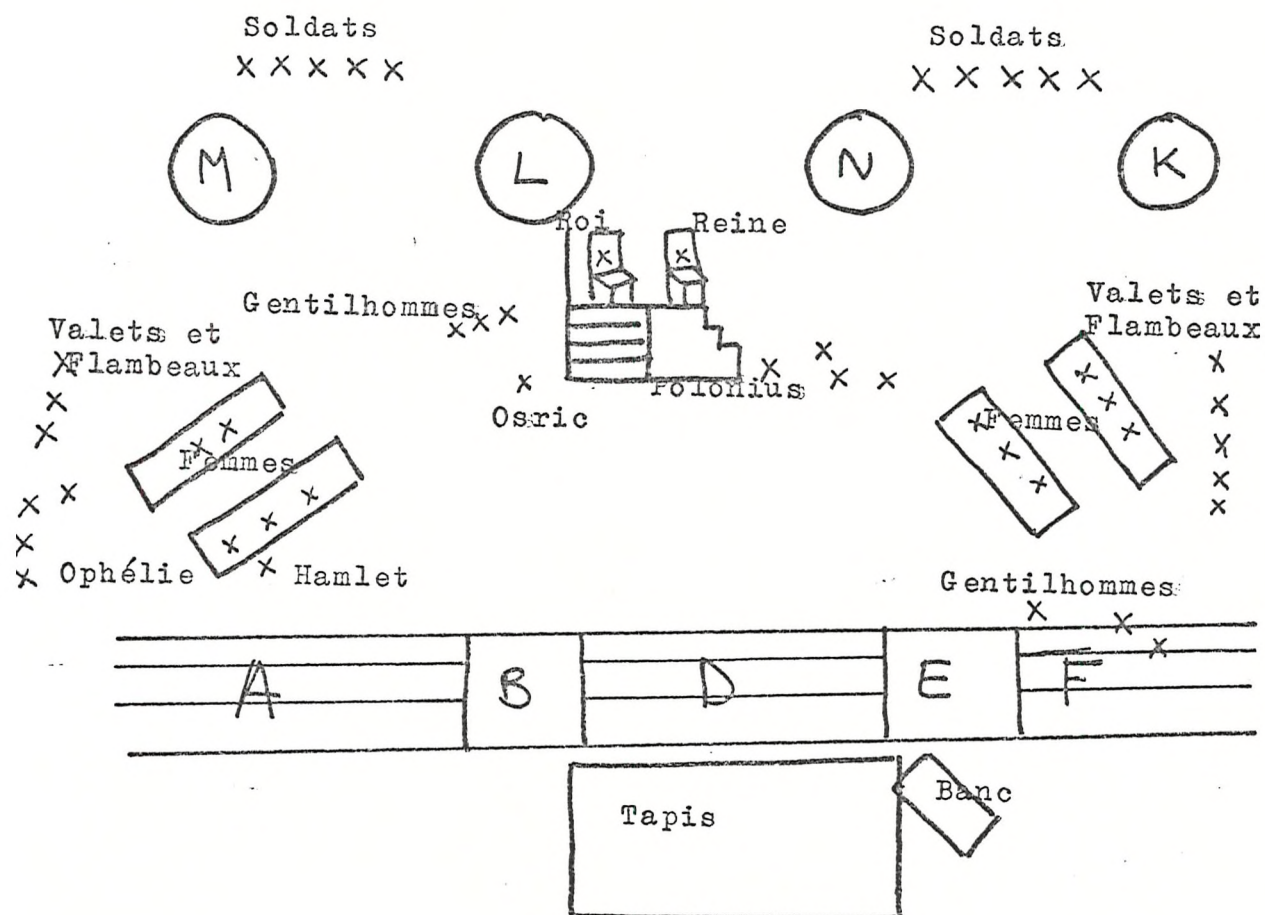 Soldats
Soldats
M
L
N
K
Roi
Reine
Gentilhommes
Valets et
Flambeaux
Valets et
Flambeaux
Polonius
Osric
Femmes
Femmes
Ophélie
Hamlet
Gentilhommes
A
B
D
E
F
Banc
Tapis